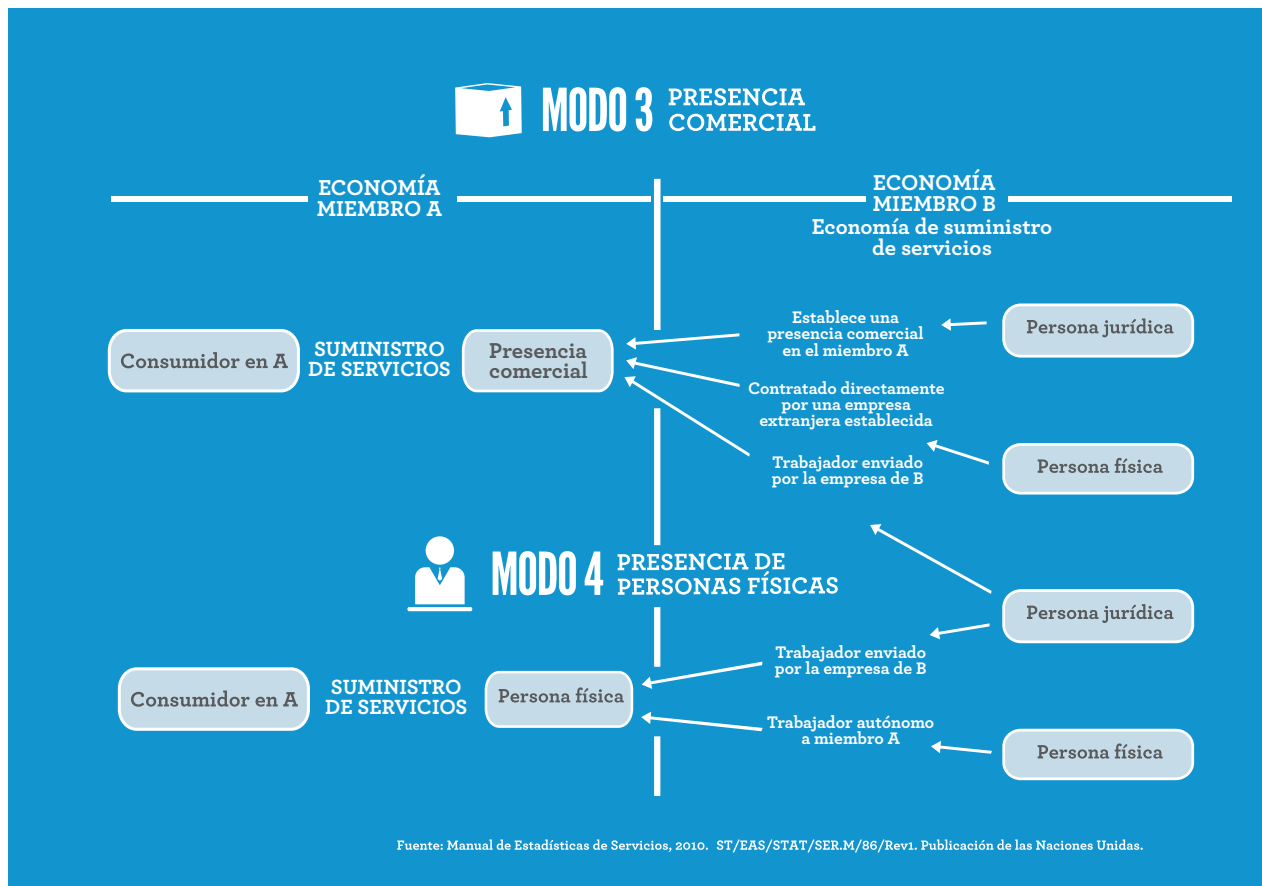 MODO 3 PRESENCIA
COMERCIAL
ECONOMÍA
MIEMBRO A
ECONOMÍA
MIEMBRO B
Economía de suministro
de servicios
Consumidor en A
SUMINISTRO
DE SERVICIOS
Presencia
comercial
Establece una
presencia comercial
en el miembro A
Persona jurídica
Contratado directamente
por una empresa
extranjera establecida
Trabajador enviado
por la empresa de B
Persona física
MODO 4 PRESENCIA DE
PERSONAS FÍSICAS
Persona jurídica
Consumidor en A
SUMINISTRO
DE SERVICIOS
Persona física
Trabajador enviado
por la empresa de B
Trabajador autónomo
a miembro A
Persona física
Fuente: Manual de Estadísticas de Servicios, 2010. ST/EAS/STAT/SER.M/86/Rev1. Publicación de las Naciones Unidas.